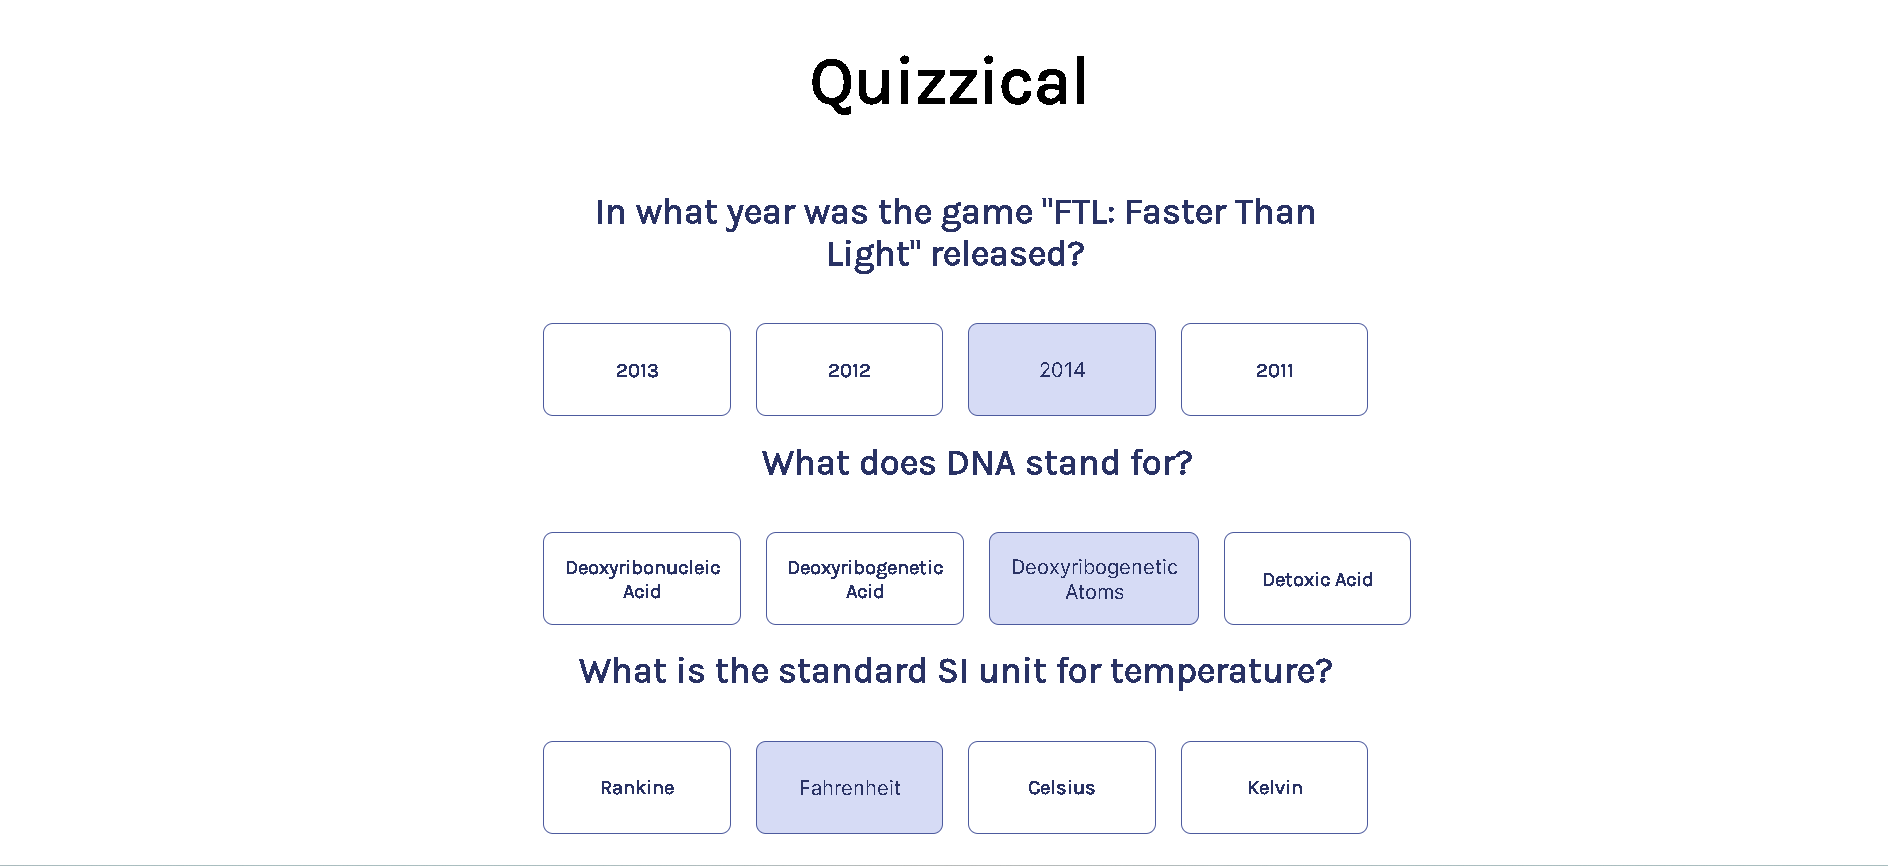 Quizzical
In what year was the game "FTL: Faster Than
Light" released?
2013
2012
2014
2011
What does DNA stand for?
Deoxyribonucleic
Acid
Deoxyribogenetic
Acid
Deoxyribogenetic
Atoms
Detoxic Acid
What is the standard SI unit for temperature?
Rankine
Fahrenheit
Celsius
Kelvin